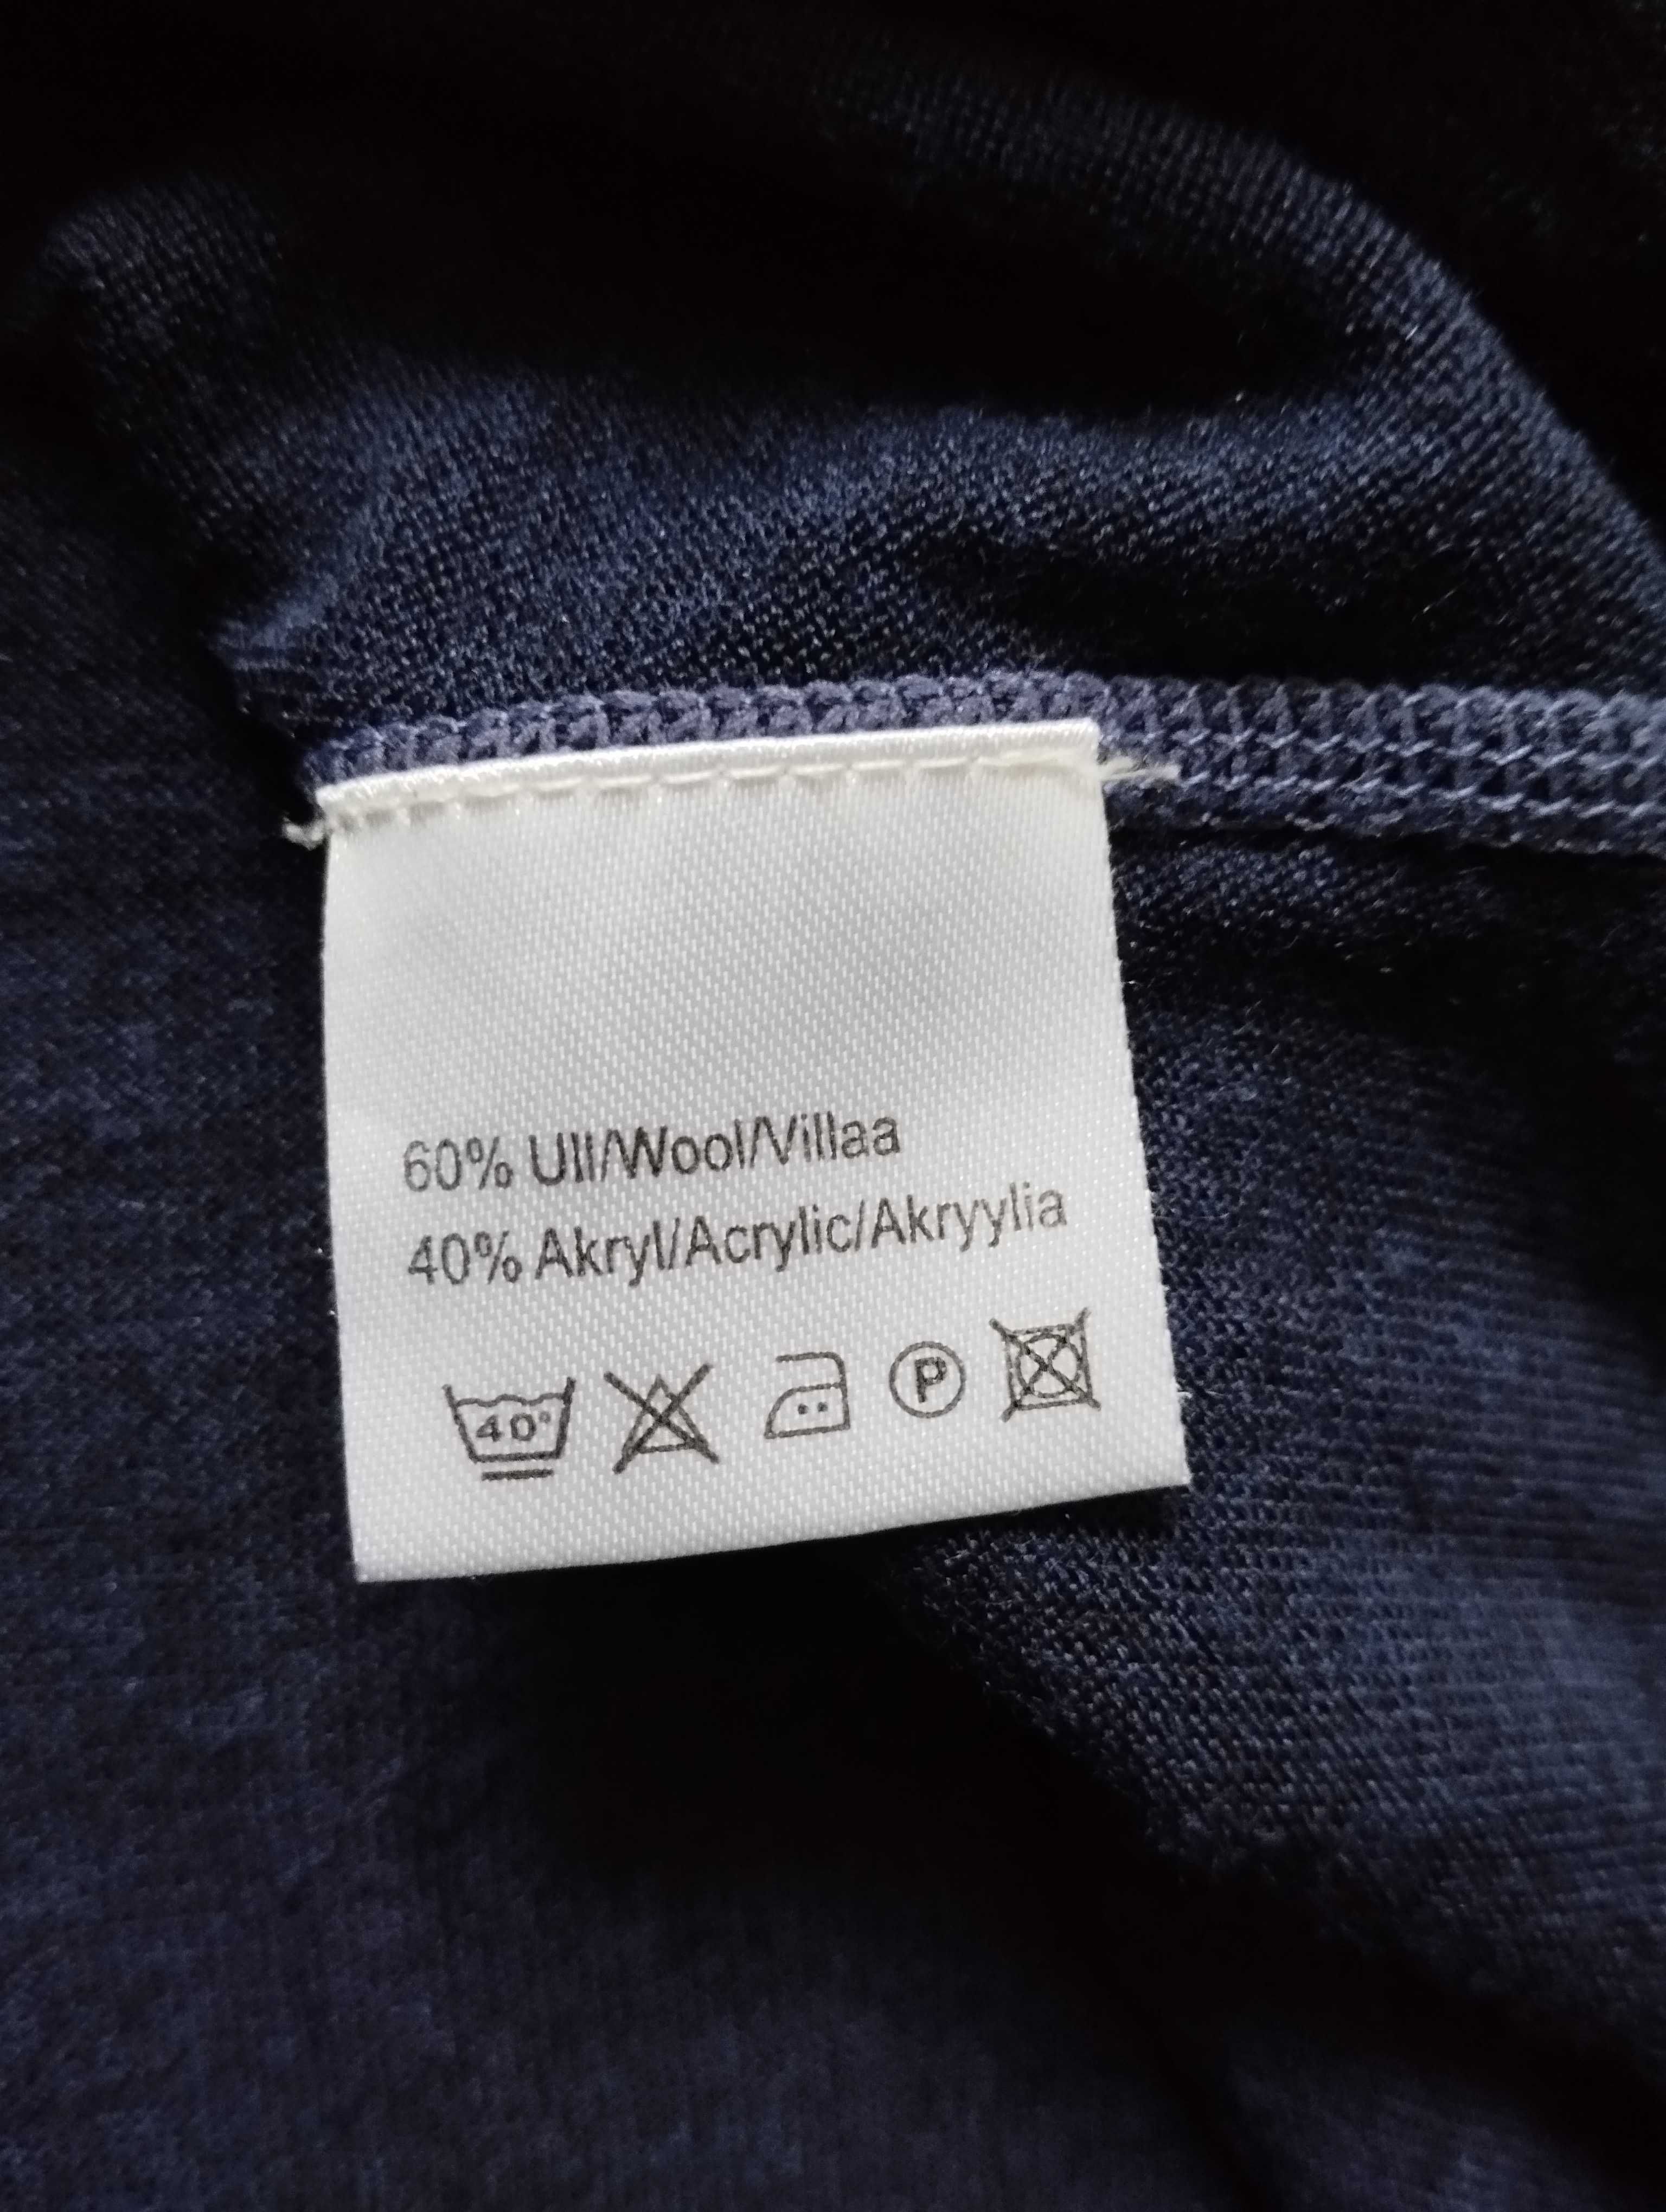 60% Ull/Wool/Villaa
40% Akryl/Acrylic/Akryylia
40° P